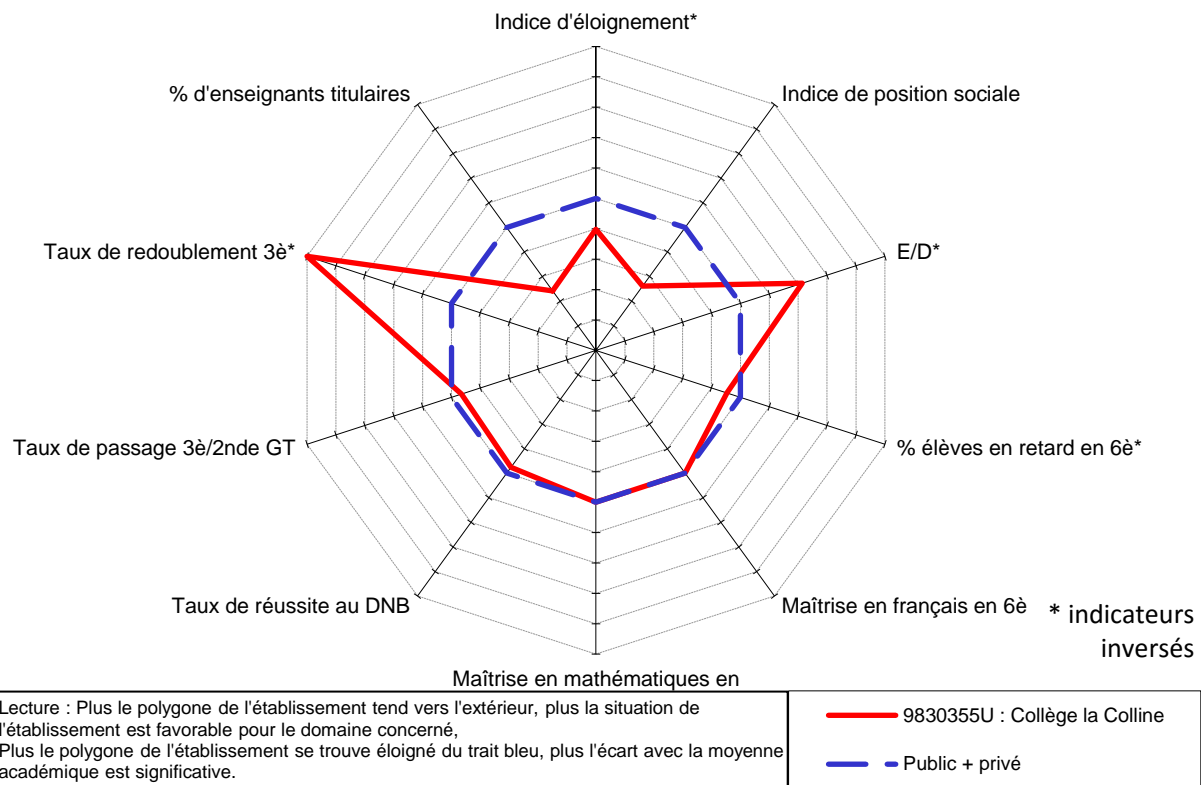 Indice d'éloignement*
% d'enseignants titulaires
Indice de position sociale
Taux de redoublement 3è*
E/D*
Taux de passage 3è/2nde GT
% élèves en retard en 6è*
Taux de réussite au DNB
Maîtrise en français en 6è
* indicateurs
inversés
Maîtrise en mathématiques en
Lecture : Plus le polygone de l'établissement tend vers l'extérieur, plus la situation de
l'établissement est favorable pour le domaine concerné,
Plus le polygone de l'établissement se trouve éloigné du trait bleu, plus l'écart avec la moyenne
académique est significative.
9830355U : Collège la Colline
Public + privé